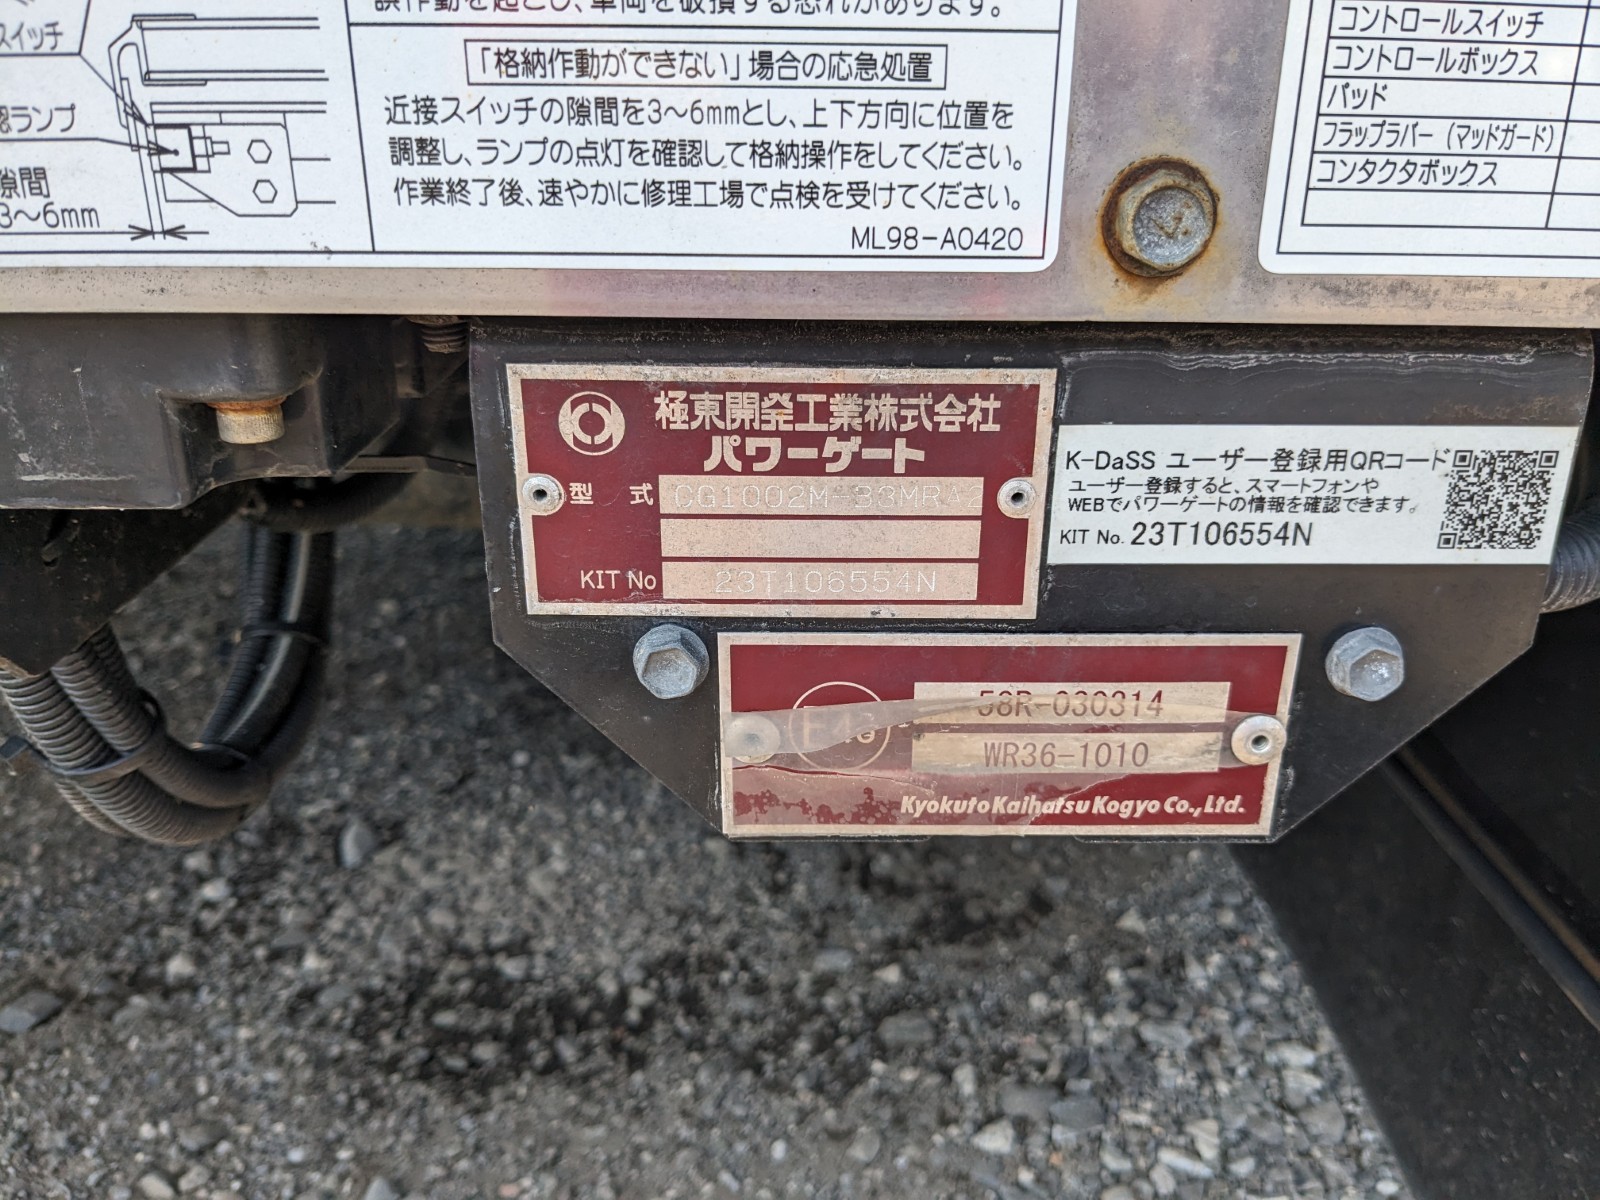 誤作動を起こし、車両を破損する恐れがあります。
スイッチ
「格納作動ができない」場合の応急処置
近接スイッチの隙間を3～6mmとし、上下方向に位置を
調整し、ランプの点灯を確認して格納操作をしてください。
作業終了後、速やかに修理工場で点検を受けてください。
ML98-A0420
認ランプ
隙間
3～6mm
コントロールスイッチ
コントロールボックス
パッド
フラップラバー（マッドガード）
コンタクタボックス
極東開発工業株式会社
パワーゲート
型式 CG1002M-B3MRA2
KIT No 23T106554N
K-DaSS ユーザー登録用QRコード
ユーザー登録すると、スマートフォンや
WEBでパワーゲートの情報を確認できます。
KIT No. 23T106554N
58R-030314
WR36-1010
Kyokuto Kaihatsu Kogyo Co., Ltd.